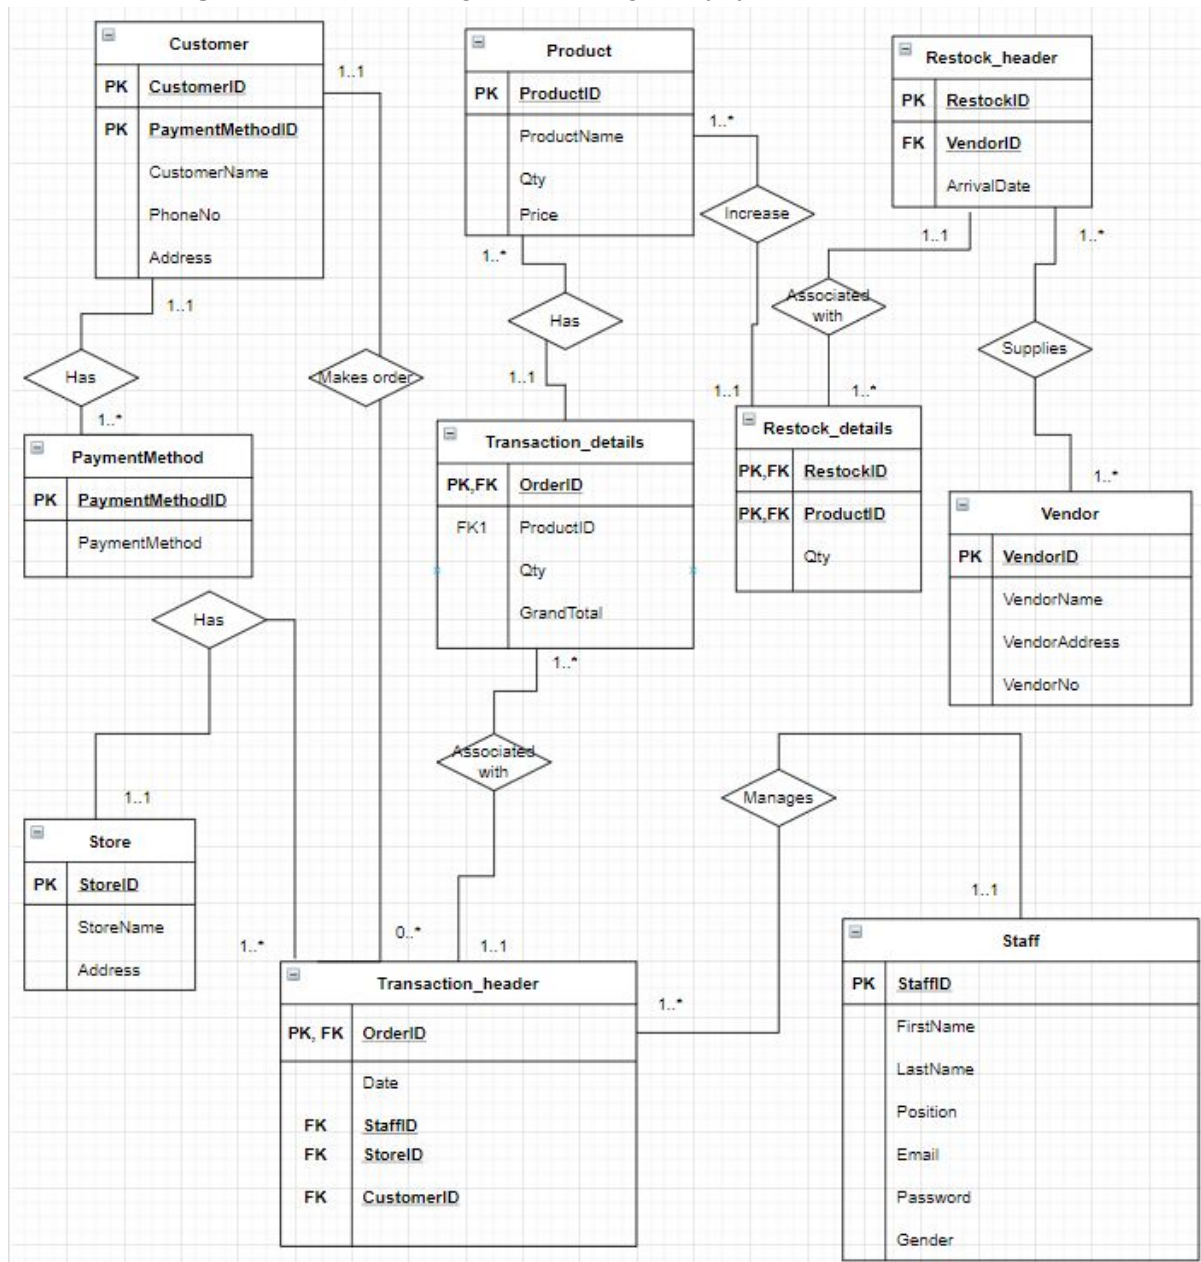 Customer
PK CustomerID
PK PaymentMethodID
CustomerName
PhoneNo
Address
1..1
1..1
Has
1..*
Makes order
PaymentMethod
PK PaymentMethodID
PaymentMethod
Has
1..1
Store
PK StoreID
StoreName
Address
1..*
0..*
Product
PK ProductID
ProductName
Qty
Price
1..*
1..*
Increase
Has
1..1
1..1
Transaction_details
PK,FK OrderID
FK1 ProductID
Qty
GrandTotal
1..*
Associated
with
1..1
Transaction_header
PK, FK OrderID
Date
FK StaffID
FK StoreID
FK CustomerID
1..*
Restock_header
PK RestockID
FK VendorID
ArrivalDate
1..1
1..*
Associated
with
Supplies
1..*
Restock_details
PK,FK RestockID
PK,FK ProductID
Qty
1..*
Vendor
PK VendorID
VendorName
VendorAddress
VendorNo
Manages
1..1
Staff
PK StaffID
FirstName
LastName
Position
Email
Password
Gender